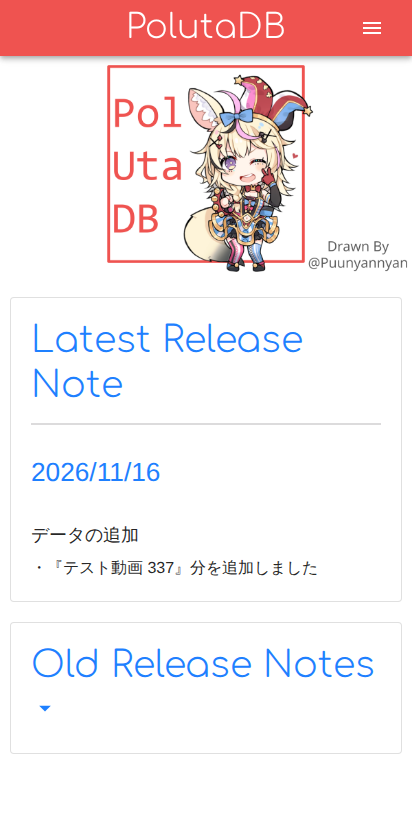 PolutaDB
Pol
Uta
DB
Drawn By
@Puunyannyan
Latest Release
Note
2026/11/16
データの追加
・『テスト動画 337』分を追加しました
Old Release Notes